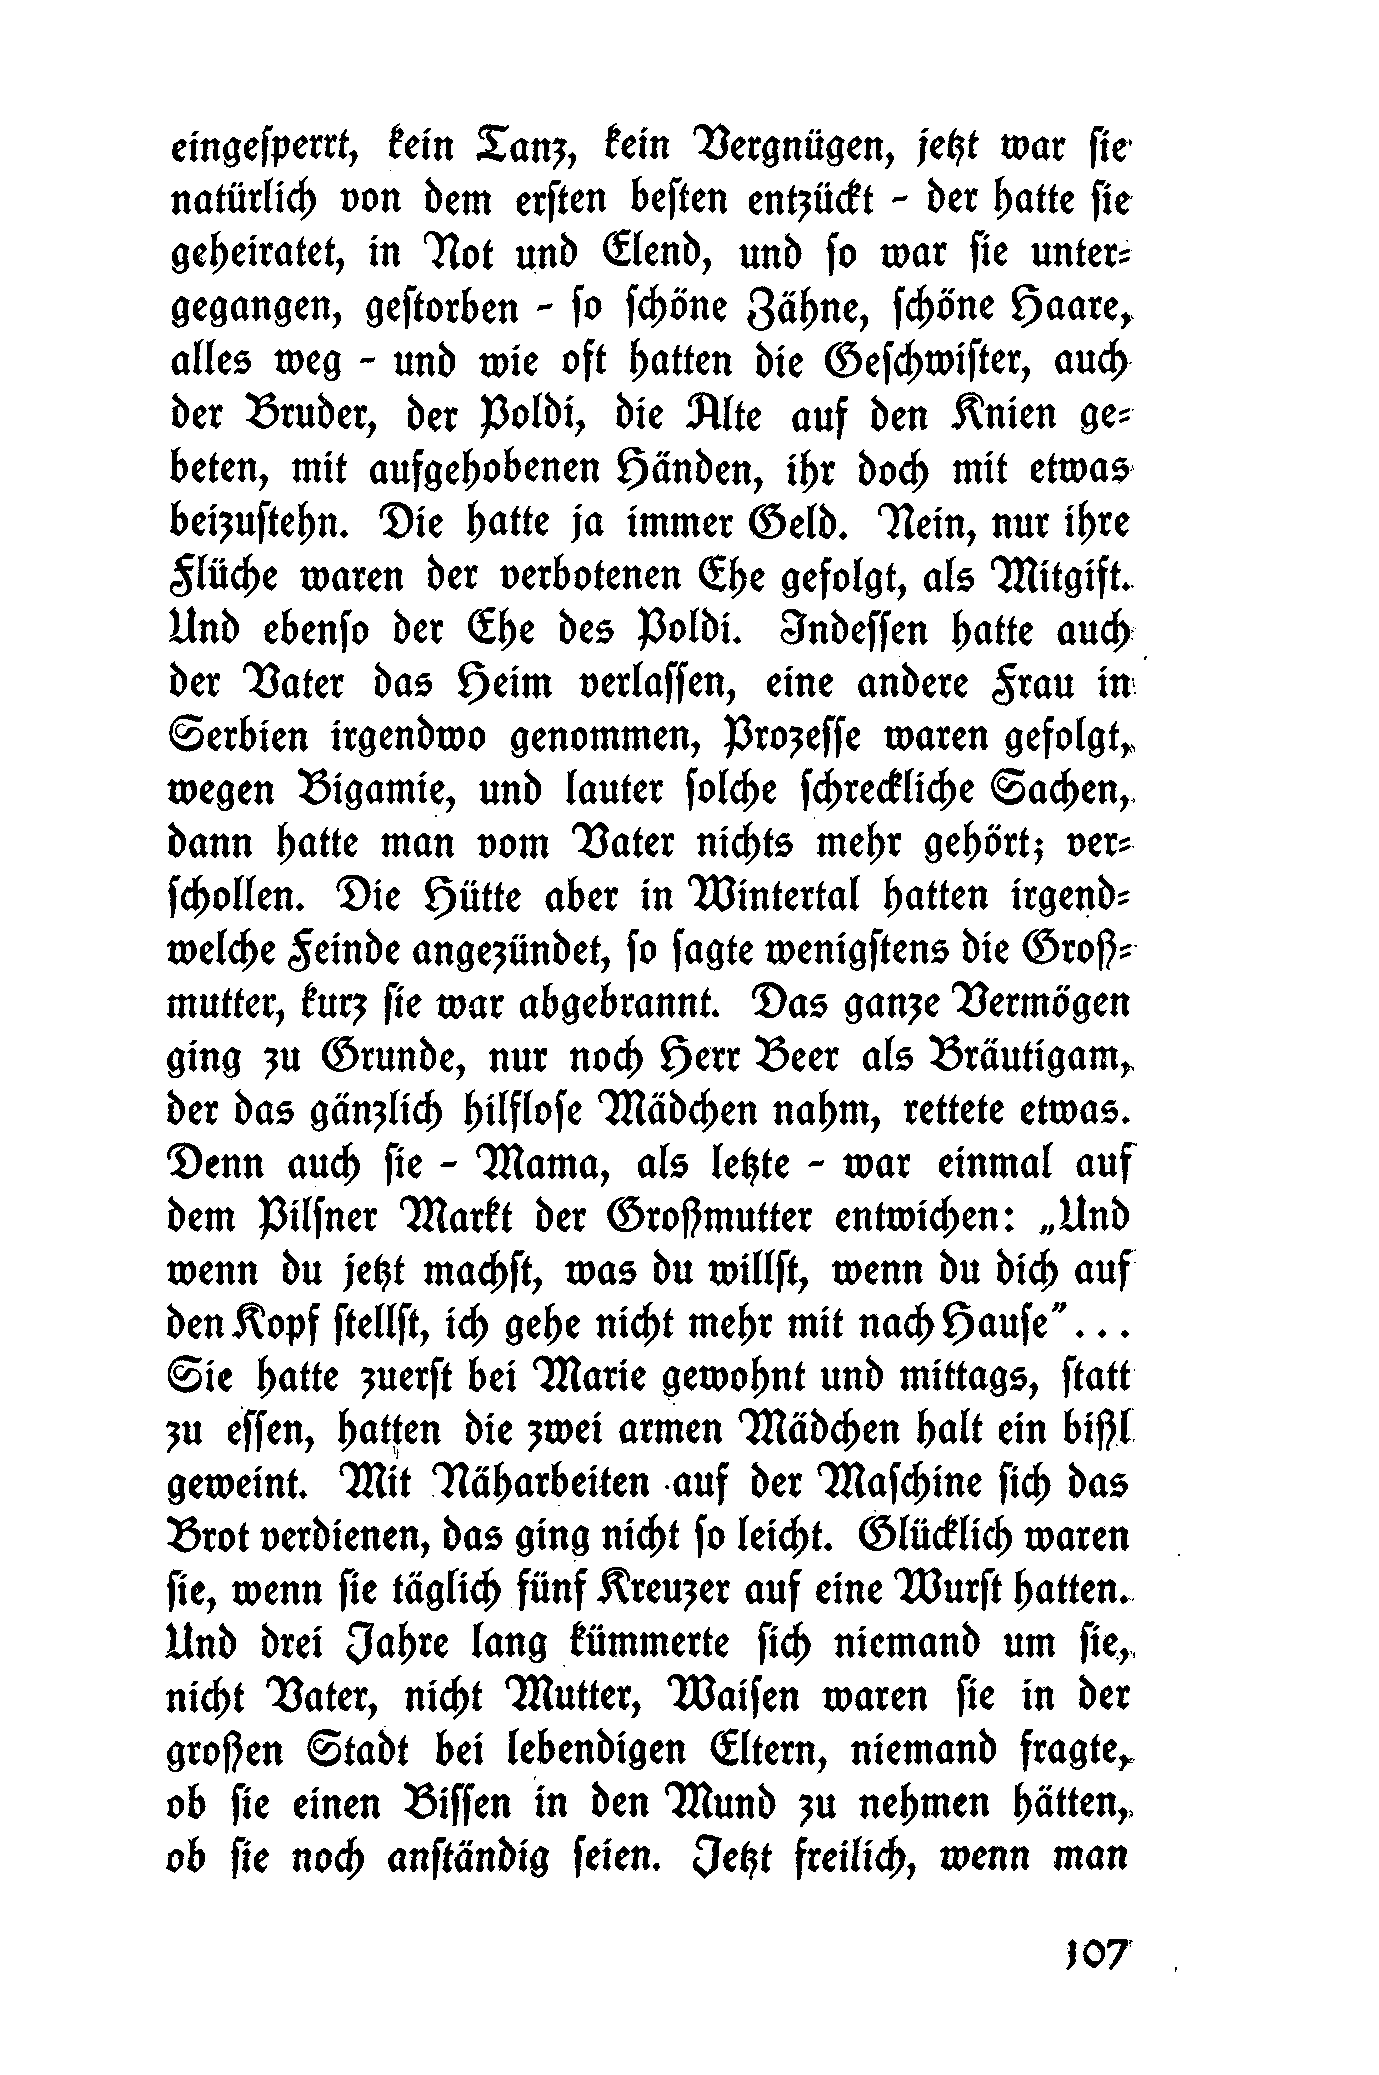 eingeſperrt, kein Tanz, kein Vergnügen, jetzt war ſie
natürlich von dem erſten beſten entzückt - der hatte ſie
geheiratet, in Not und Elend, und ſo war ſie unter⸗
gegangen, geſtorben - ſo ſchöne Zähne, ſchöne Haare,
alles weg - und wie oft hatten die Geſchwiſter, auch
der Bruder, der Poldi, die Alte auf den Knien ge⸗
beten, mit aufgehobenen Händen, ihr doch mit etwas
beizuſtehn. Die hatte ja immer Geld. Nein, nur ihre
Flüche waren der verbotenen Ehe gefolgt, als Mitgift.
Und ebenſo der Ehe des Poldi. Indeſſen hatte auch
der Vater das Heim verlaſſen, eine andere Frau in
Serbien irgendwo genommen, Prozeſſe waren gefolgt,
wegen Bigamie, und lauter ſolche ſchreckliche Sachen,
dann hatte man vom Vater nichts mehr gehört; ver⸗
ſchollen. Die Hütte aber in Wintertal hatten irgend⸗
welche Feinde angezündet, ſo ſagte wenigſtens die Groß⸗
mutter, kurz ſie war abgebrannt. Das ganze Vermögen
ging zu Grunde, nur noch Herr Beer als Bräutigam,
der das gänzlich hilfloſe Mädchen nahm, rettete etwas.
Denn auch ſie - Mama, als letzte - war einmal auf
dem Pilſner Markt der Großmutter entwichen: „Und
wenn du jetzt machſt, was du willſt, wenn du dich auf
den Kopf ſtellſt, ich gehe nicht mehr mit nach Hauſe“...
Sie hatte zuerſt bei Marie gewohnt und mittags, ſtatt
zu eſſen, hatten die zwei armen Mädchen halt ein bißl
geweint. Mit Näharbeiten auf der Maſchine ſich das
Brot verdienen, das ging nicht ſo leicht. Glücklich waren
ſie, wenn ſie täglich fünf Kreuzer auf eine Wurſt hatten.
Und drei Jahre lang kümmerte ſich niemand um ſie,
nicht Vater, nicht Mutter, Waiſen waren ſie in der
großen Stadt bei lebendigen Eltern, niemand fragte,
ob ſie einen Biſſen in den Mund zu nehmen hätten,
ob ſie noch anſtändig ſeien. Jetzt freilich, wenn man
107